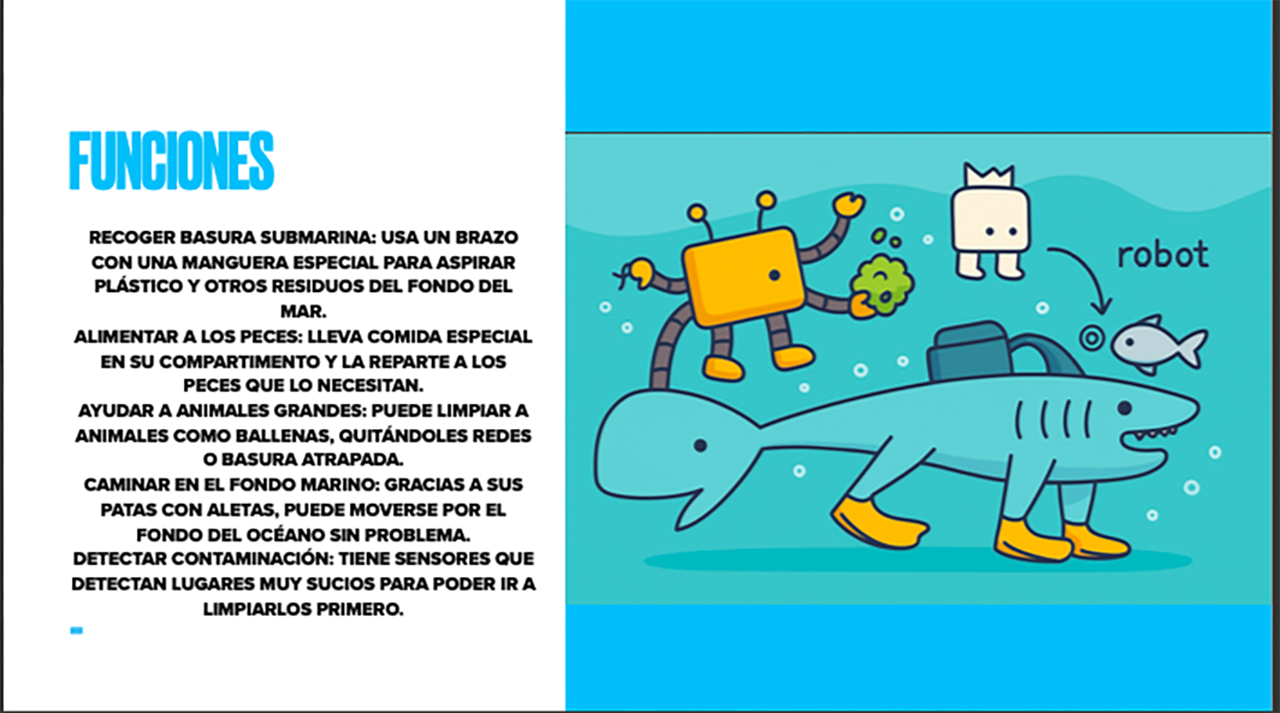 FUNCIONES
RECOGER BASURA SUBMARINA: USA UN BRAZO
CON UNA MANGUERA ESPECIAL PARA ASPIRAR
PLÁSTICO Y OTROS RESIDUOS DEL FONDO DEL
MAR.
ALIMENTAR A LOS PECES: LLEVA COMIDA ESPECIAL
EN SU COMPARTIMENTO Y LA REPARTE A LOS
PECES QUE LO NECESITAN.
AYUDAR A ANIMALES GRANDES: PUEDE LIMPIAR A
ANIMALES COMO BALLENAS, QUITÁNDOLES REDES
O BASURA ATRAPADA.
CAMINAR EN EL FONDO MARINO: GRACIAS A SUS
PATAS CON ALETAS, PUEDE MOVERSE POR EL
FONDO DEL OCÉANO SIN PROBLEMA.
DETECTAR CONTAMINACIÓN: TIENE SENSORES QUE
DETECTAN LUGARES MUY SUCIOS PARA PODER IR A
LIMPIARLOS PRIMERO.
robot